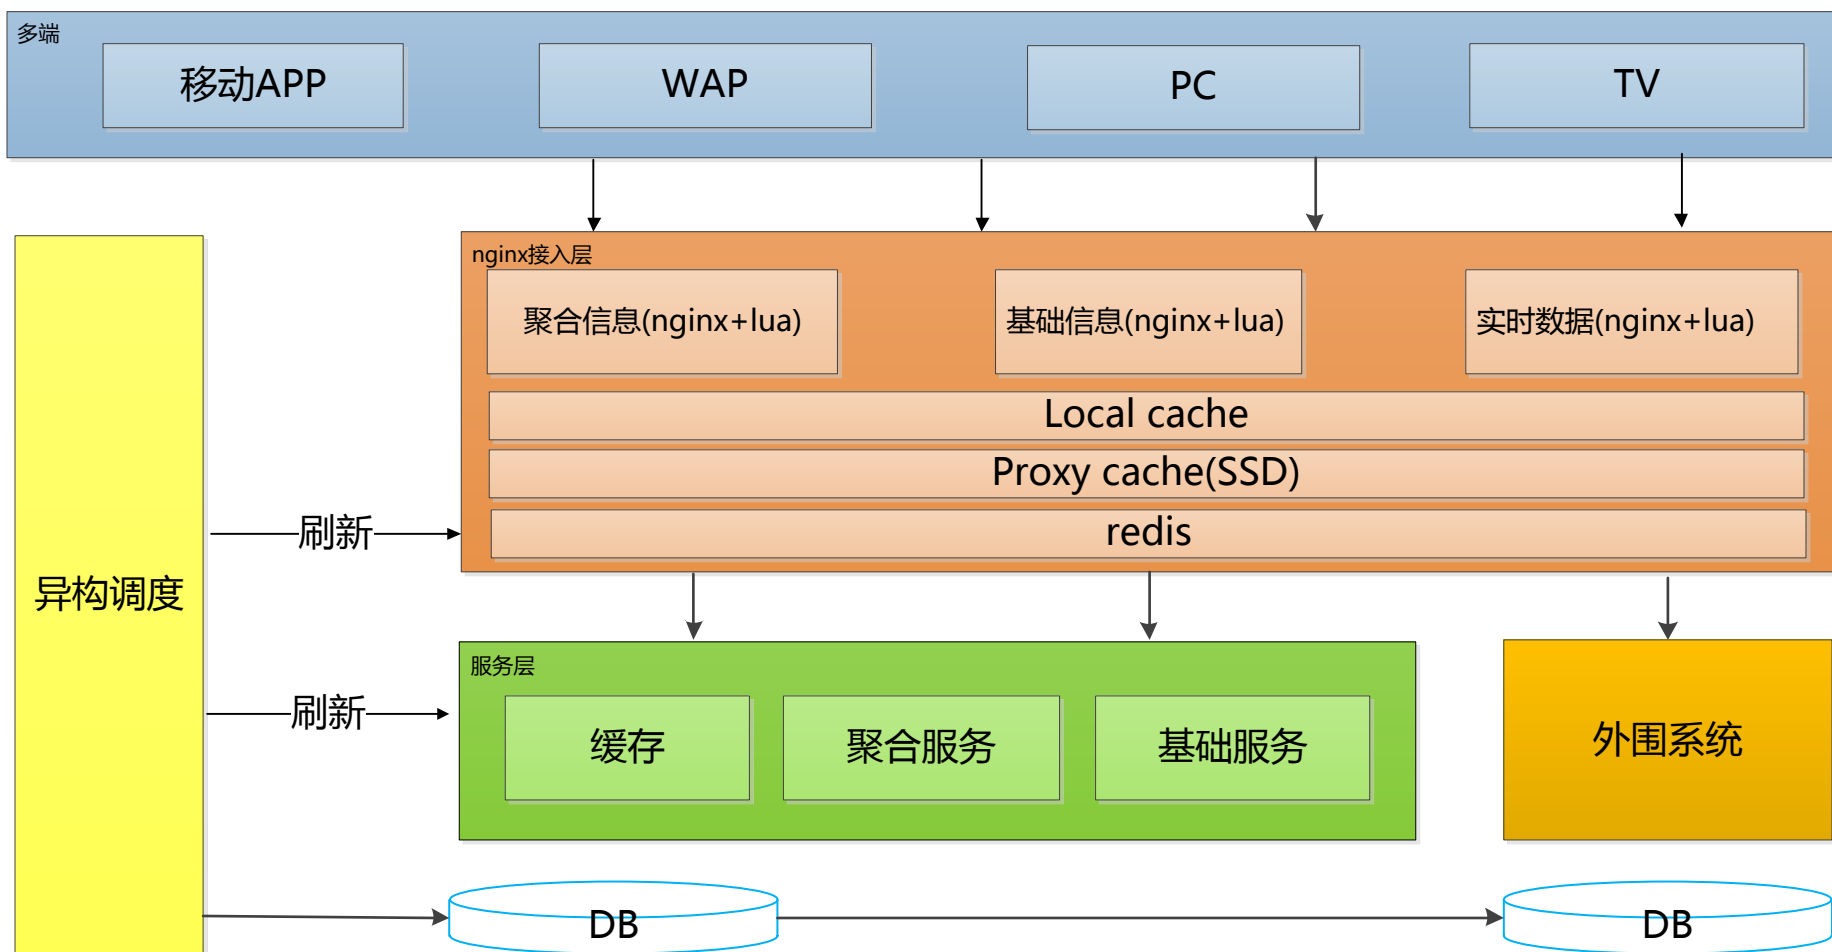 多端
移动APP
WAP
PC
TV
nginx接入层
聚合信息(nginx+lua)
基础信息(nginx+lua)
实时数据(nginx+lua)
Local cache
Proxy cache(SSD)
redis
刷新
异构调度
服务层
刷新
缓存
聚合服务
基础服务
外围系统
DB
DB